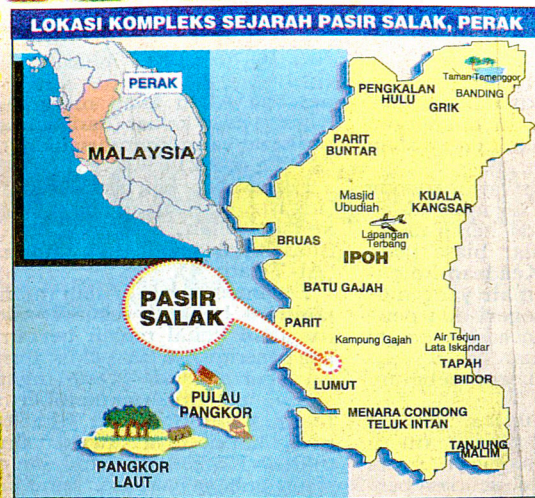 LOKASI KOMPLEKS SEJARAH PASIR SALAK, PERAK
PERAK
MALAYSIA
Taman Temenggor
PENGKALAN
HULU
BANDING
GRIK
PARIT
BUNTAR
Masjid
Ubudiah
KUALA
KANGSAR
Lapangan
Terbang
BRUAS
IPOH
BATU GAJAH
PASIR
SALAK
PARIT
Kampung Gajah
Air Terjun
Lata Iskandar
TAPAH
BIDOR
LUMUT
PULAU
PANGKOR
MENARA CONDONG
TELUK INTAN
TANJUNG
MALIM
PANGKOR
LAUT